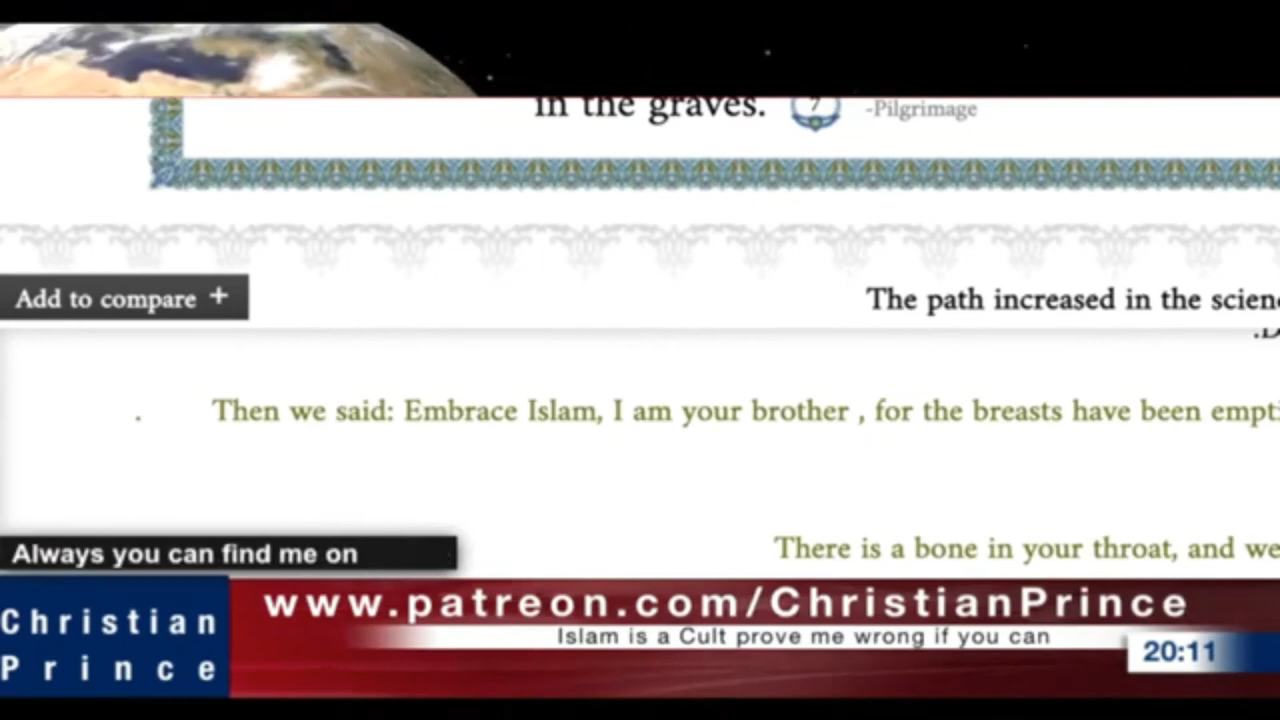 in the graves. 7 -Pilgrimage
Add to compare +
The path increased in the
Then we said: Embrace Islam, I am your brother , for the breasts have been
There is a bone in your throat, and we
Always you can find me on
Christian
Prince
www.patreon.com/ChristianPrince
Islam is a Cult prove me wrong if you can
20:11